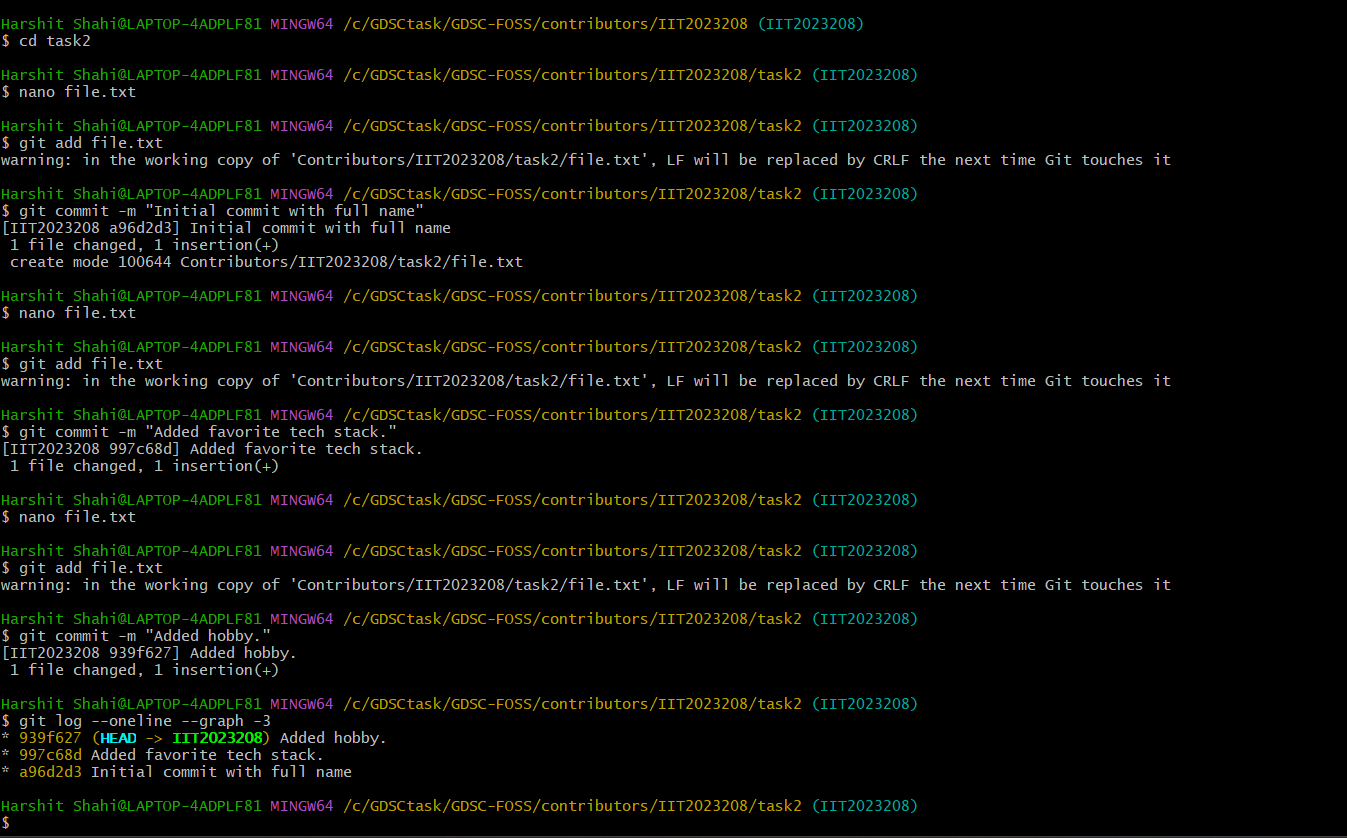 Harshit Shahi@LAPTOP-4ADPLF81 MINGW64 /c/GDSCtask/GDSC-FOSS/contributors/IIT2023208 (IIT2023208)
$ cd task2
Harshit Shahi@LAPTOP-4ADPLF81 MINGW64 /c/GDSCtask/GDSC-FOSS/contributors/IIT2023208/task2 (IIT2023208)
$ nano file.txt
Harshit Shahi@LAPTOP-4ADPLF81 MINGW64 /c/GDSCtask/GDSC-FOSS/contributors/IIT2023208/task2 (IIT2023208)
$ git add file.txt
warning: in the working copy of 'Contributors/IIT2023208/task2/file.txt', LF will be replaced by CRLF the next time Git touches it
Harshit Shahi@LAPTOP-4ADPLF81 MINGW64 /c/GDSCtask/GDSC-FOSS/contributors/IIT2023208/task2 (IIT2023208)
$ git commit -m "Initial commit with full name"
[IIT2023208 a96d2d3] Initial commit with full name
 1 file changed, 1 insertion(+)
 create mode 100644 Contributors/IIT2023208/task2/file.txt
Harshit Shahi@LAPTOP-4ADPLF81 MINGW64 /c/GDSCtask/GDSC-FOSS/contributors/IIT2023208/task2 (IIT2023208)
$ nano file.txt
Harshit Shahi@LAPTOP-4ADPLF81 MINGW64 /c/GDSCtask/GDSC-FOSS/contributors/IIT2023208/task2 (IIT2023208)
$ git add file.txt
warning: in the working copy of 'Contributors/IIT2023208/task2/file.txt', LF will be replaced by CRLF the next time Git touches it
Harshit Shahi@LAPTOP-4ADPLF81 MINGW64 /c/GDSCtask/GDSC-FOSS/contributors/IIT2023208/task2 (IIT2023208)
$ git commit -m "Added favorite tech stack."
[IIT2023208 997c68d] Added favorite tech stack.
 1 file changed, 1 insertion(+)
Harshit Shahi@LAPTOP-4ADPLF81 MINGW64 /c/GDSCtask/GDSC-FOSS/contributors/IIT2023208/task2 (IIT2023208)
$ nano file.txt
Harshit Shahi@LAPTOP-4ADPLF81 MINGW64 /c/GDSCtask/GDSC-FOSS/contributors/IIT2023208/task2 (IIT2023208)
$ git add file.txt
warning: in the working copy of 'Contributors/IIT2023208/task2/file.txt', LF will be replaced by CRLF the next time Git touches it
Harshit Shahi@LAPTOP-4ADPLF81 MINGW64 /c/GDSCtask/GDSC-FOSS/contributors/IIT2023208/task2 (IIT2023208)
$ git commit -m "Added hobby."
[IIT2023208 939f627] Added hobby.
 1 file changed, 1 insertion(+)
Harshit Shahi@LAPTOP-4ADPLF81 MINGW64 /c/GDSCtask/GDSC-FOSS/contributors/IIT2023208/task2 (IIT2023208)
$ git log --oneline --graph -3
* 939f627 (HEAD -> IIT2023208) Added hobby.
* 997c68d Added favorite tech stack.
* a96d2d3 Initial commit with full name
Harshit Shahi@LAPTOP-4ADPLF81 MINGW64 /c/GDSCtask/GDSC-FOSS/contributors/IIT2023208/task2 (IIT2023208)
$